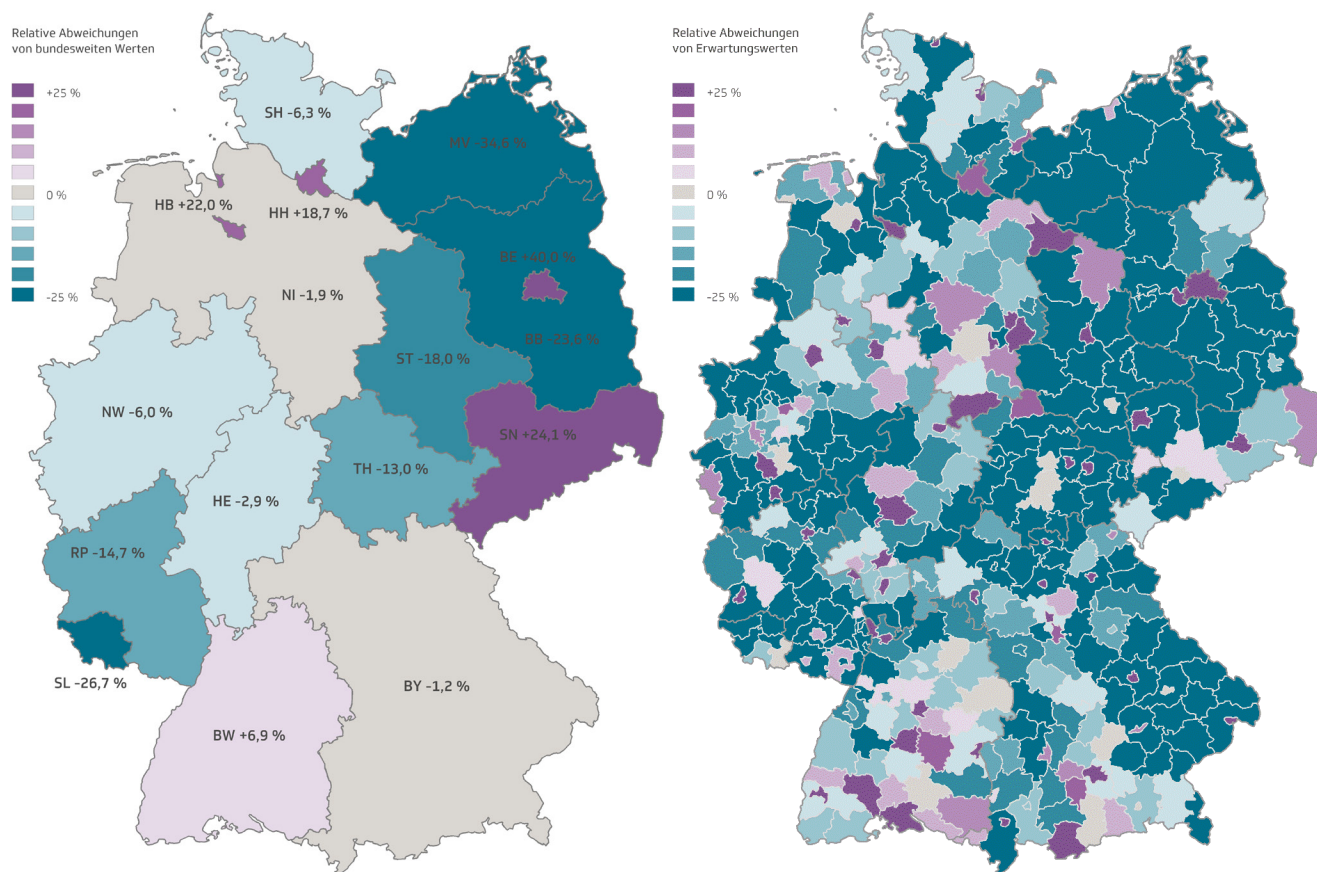 Relative Abweichungen
von bundesweiten Werten
+25 %
0 %
-25 %
SH -6,3 %
MV -34,6 %
HB +22,0 %
HH +18,7 %
BE +40,0 %
NI -1,9 %
BB -23,6 %
ST -18,0 %
NW -6,0 %
SN +24,1 %
TH -13,0 %
HE -2,9 %
RP -14,7 %
SL -26,7 %
BY -1,2 %
BW +6,9 %
Relative Abweichungen
von Erwartungswerten
+25 %
0 %
-25 %